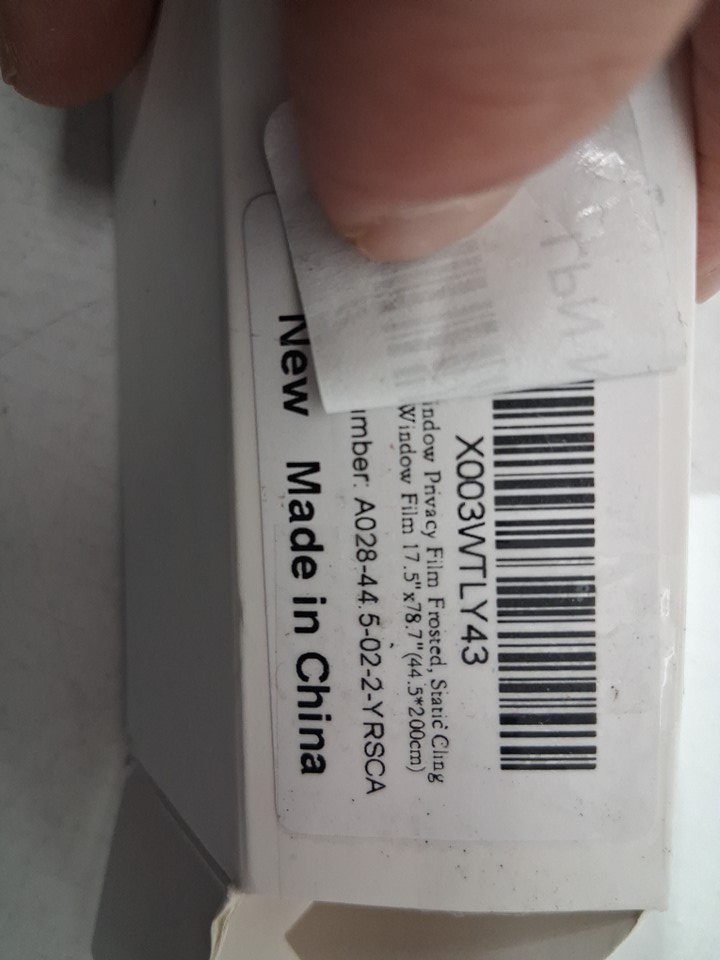 X003WTLY43
indow Privacy Film Frosted, Static Cling
Window Film 17.5"x78.7"(44.5*200cm)
mber: A028-44.5-02-2-YRSCA
New Made in China